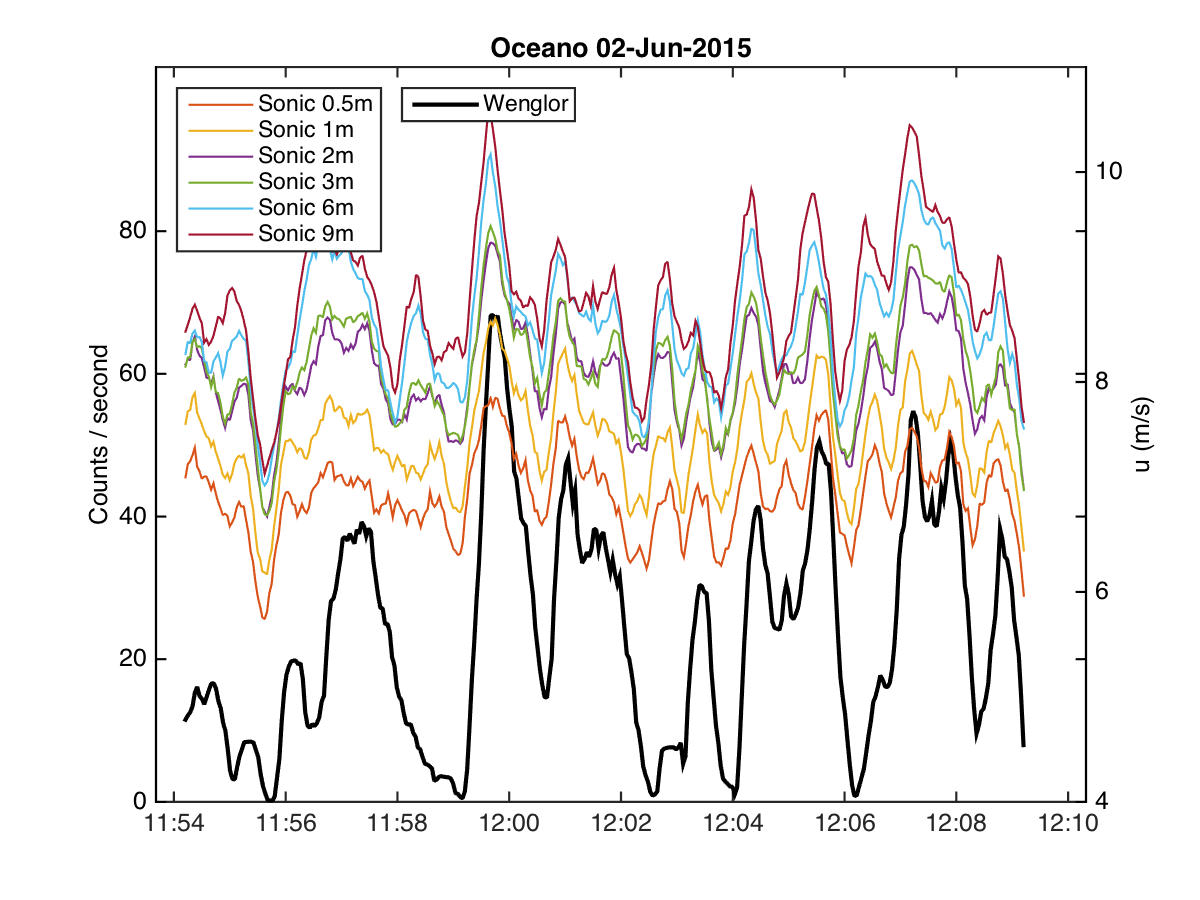 Oceano 02-Jun-2015
Sonic 0.5m
Sonic 1m
Sonic 2m
Sonic 3m
Sonic 6m
Sonic 9m
Wenglor
Counts / second
80
60
40
20
0
10
8
6
4
u (m/s)
11:54 11:56 11:58 12:00 12:02 12:04 12:06 12:08 12:10